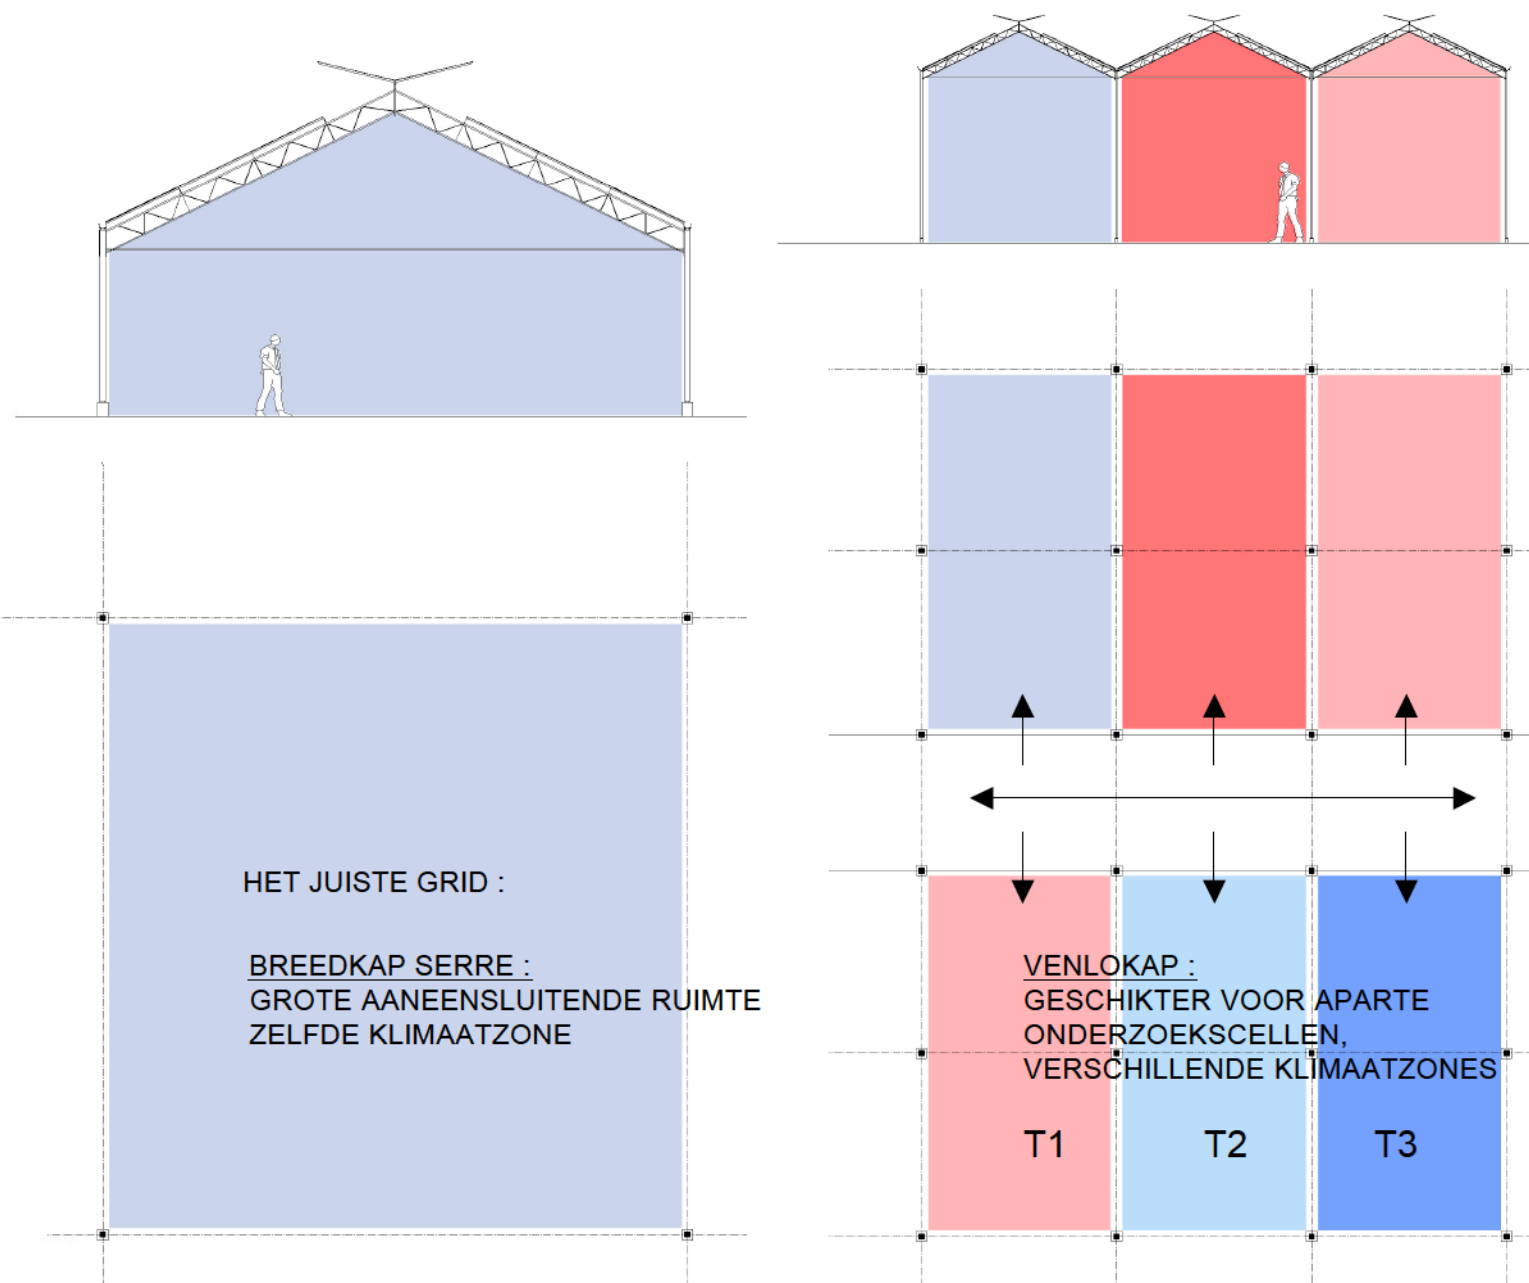 HET JUISTE GRID :
BREEDKAP SERRE :
GROTE AANEENSLUITENDE RUIMTE
ZELFDE KLIMAATZONE
VENLOKAP :
GESCHIKTER VOOR APARTE
ONDERZOEKSCELLEN,
VERSCHILLENDE KLIMAATZONES
T1 T2 T3